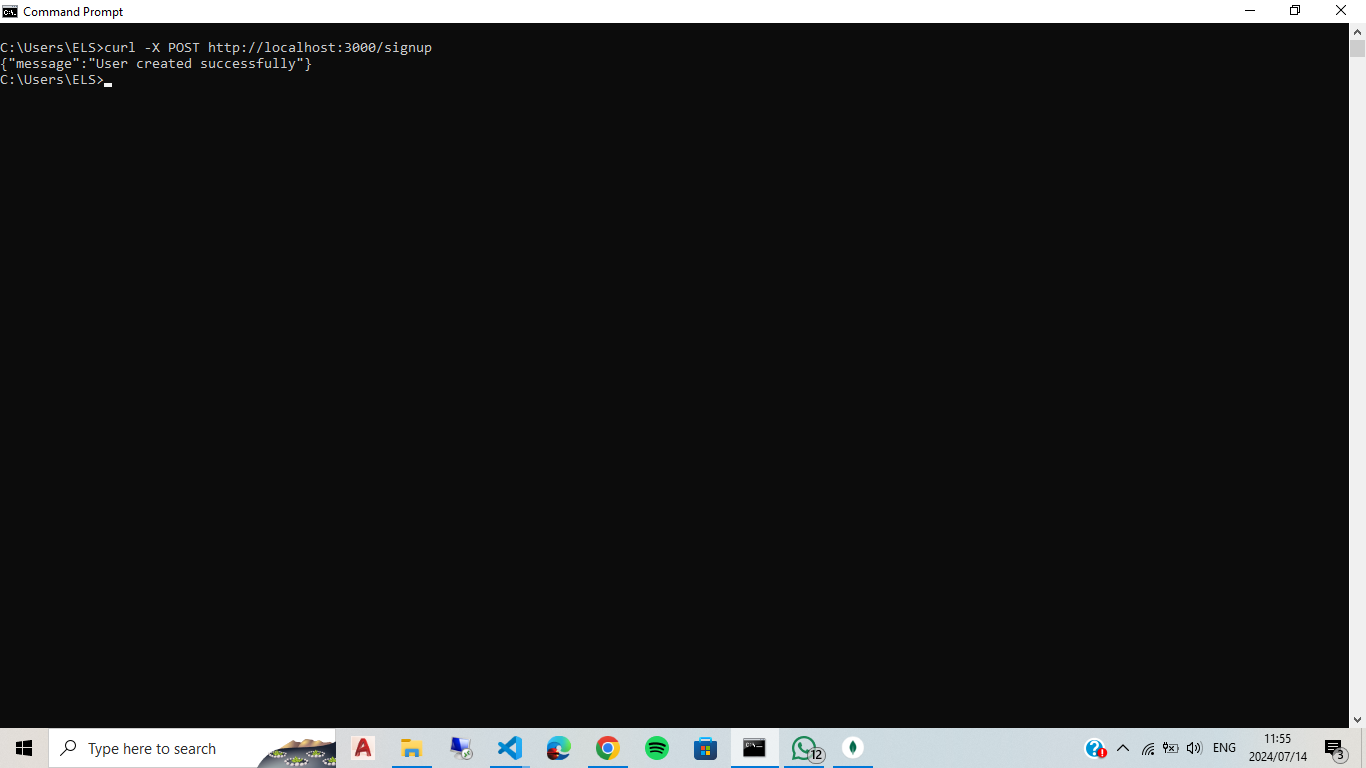 Command Prompt
C:\Users\ELS>curl -X POST http://localhost:3000/signup
{"message":"User created successfully"}
C:\Users\ELS>
Type here to search
12
ENG
11:55
2024/07/14
3